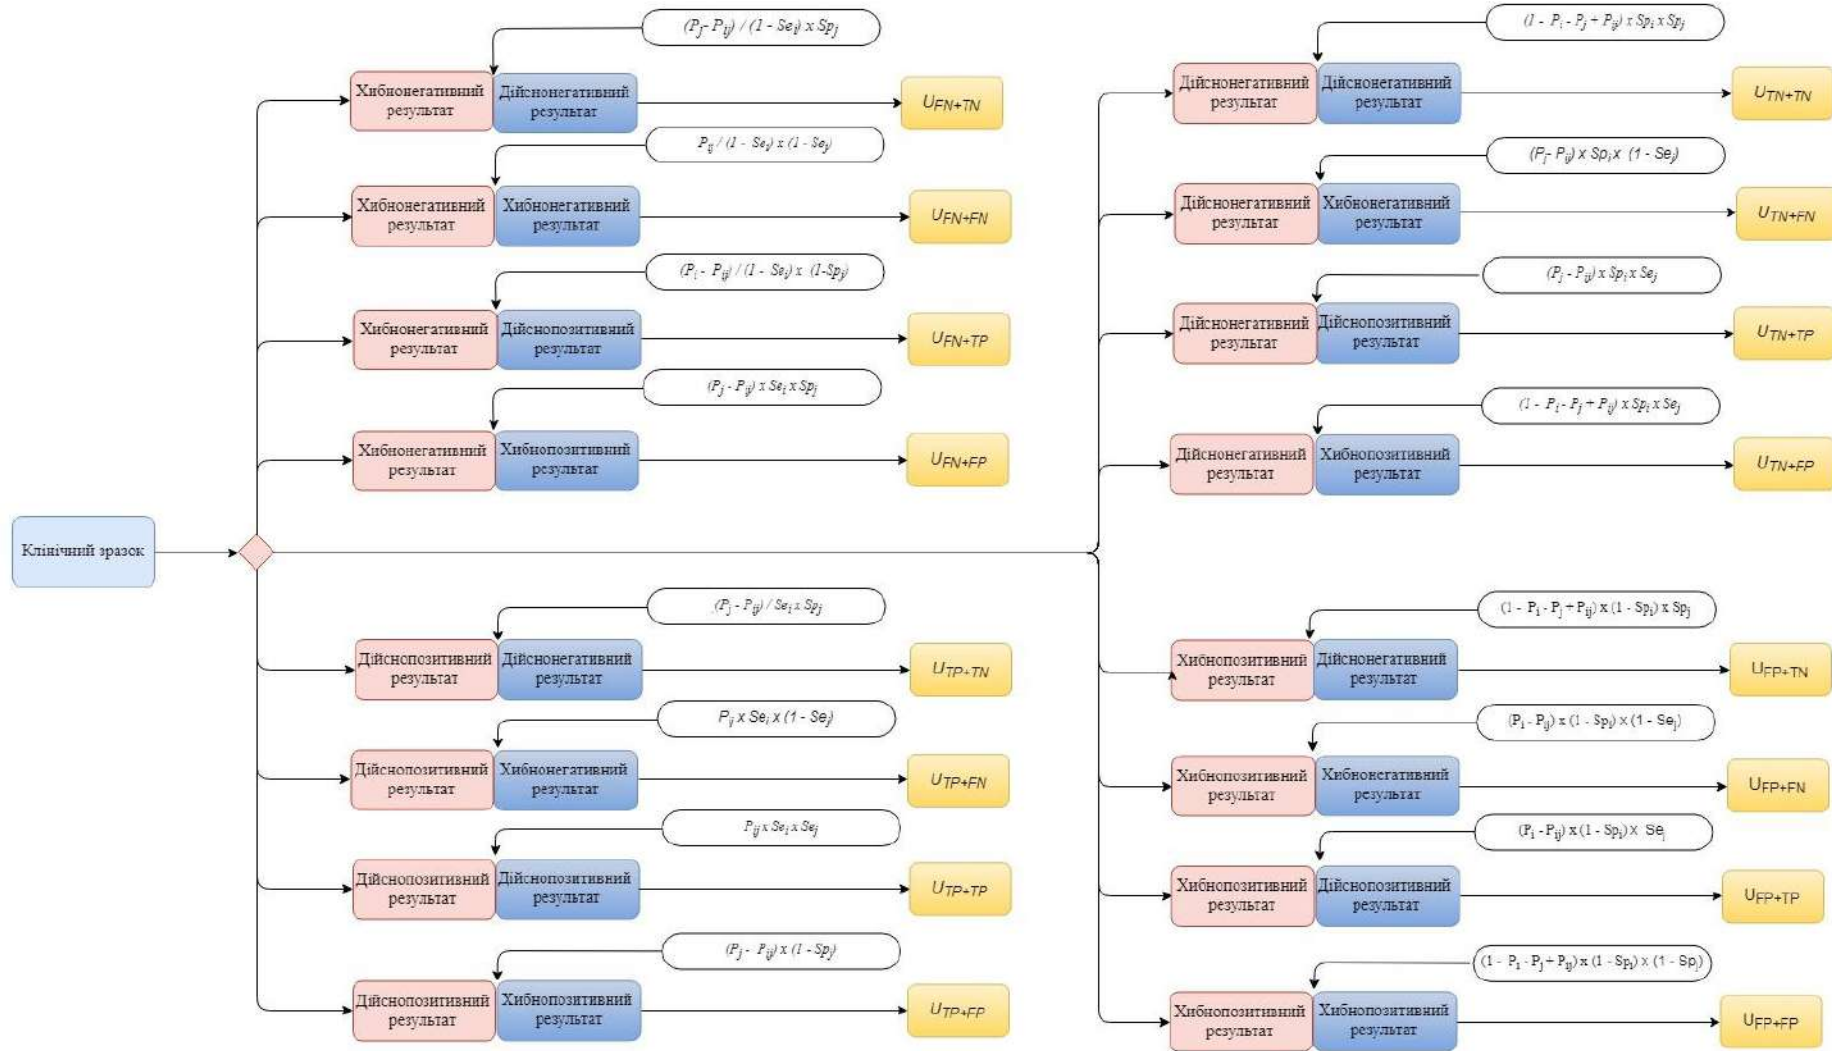 Клінічний зразок
(Pj- Pij) / (1 - Sei) x Spj
Хибнонегативний
результат
Дійснонегативний
результат
UFN+TN
Pij / (1 - Sei) x (1 - Sej)
Хибнонегативний
результат
Хибнонегативний
результат
UFN+FN
(Pi - Pij) / (1 - Sei) x (1-Spj)
Хибнонегативний
результат
Дійснопозитивний
результат
UFN+TP
(Pj - Pij) x Sei x Spj
Хибнонегативний
результат
Хибнопозитивний
результат
UFN+FP
(Pj - Pij) / Sei x Spj
Дійснопозитивний
результат
Дійснонегативний
результат
UTP+TN
Pij x Sei x (1 - Sej)
Дійснопозитивний
результат
Хибнонегативний
результат
UTP+FN
Pij x Sei x Sej
Дійснопозитивний
результат
Дійснопозитивний
результат
UTP+TP
(Pj - Pij) x (1 - Spj)
Дійснопозитивний
результат
Хибнопозитивний
результат
UTP+FP
(1 - Pi - Pj + Pij) x Spi x Spj
Дійснонегативний
результат
Дійснонегативний
результат
UTN+TN
(Pj- Pij) x Spi x (1 - Sej)
Дійснонегативний
результат
Хибнонегативний
результат
UTN+FN
(Pj - Pij) x Spi x Sej
Дійснонегативний
результат
Дійснопозитивний
результат
UTN+TP
(1 - Pi - Pj + Pij) x Spi x Sej
Дійснонегативний
результат
Хибнопозитивний
результат
UTN+FP
(1 - Pi - Pj + Pij) x (1 - Spi) x Spj
Хибнопозитивний
результат
Дійснонегативний
результат
UFP+TN
(Pi - Pij) x (1 - Spi) x (1 - Sej)
Хибнопозитивний
результат
Хибнонегативний
результат
UFP+FN
(Pi - Pij) x (1 - Spi) x Sej
Хибнопозитивний
результат
Дійснопозитивний
результат
UFP+TP
(1 - Pi - Pj + Pij) x (1 - Spi) x (1 - Spj)
Хибнопозитивний
результат
Хибнопозитивний
результат
UFP+FP